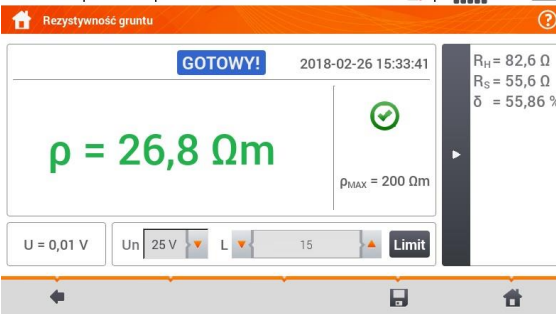 Rezystywność gruntu
GOTOWY!
2018-02-26 15:33:41
ρ = 26,8 Ωm
ρMAX = 200 Ωm
U = 0,01 V
Un 25 V
L 15
Limit
RH = 82,6 Ω
RS = 55,6 Ω
δ = 55,86 %